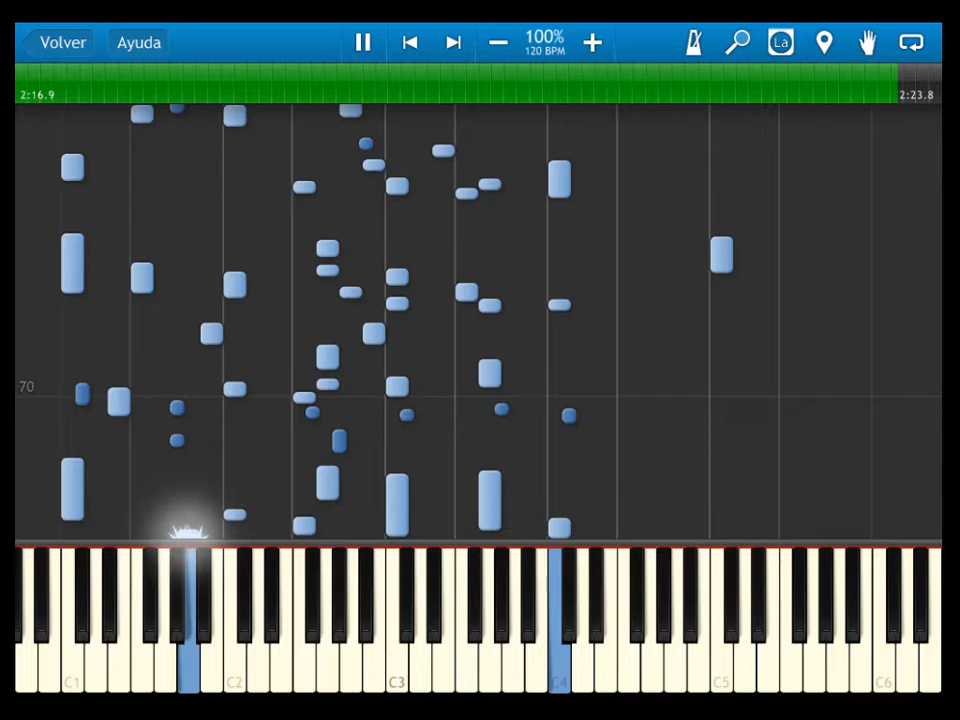 Volver
Ayuda
100%
120 BPM
La
2:16.9
2:23.8
70
C1
C2
C3
C4
C5
C6